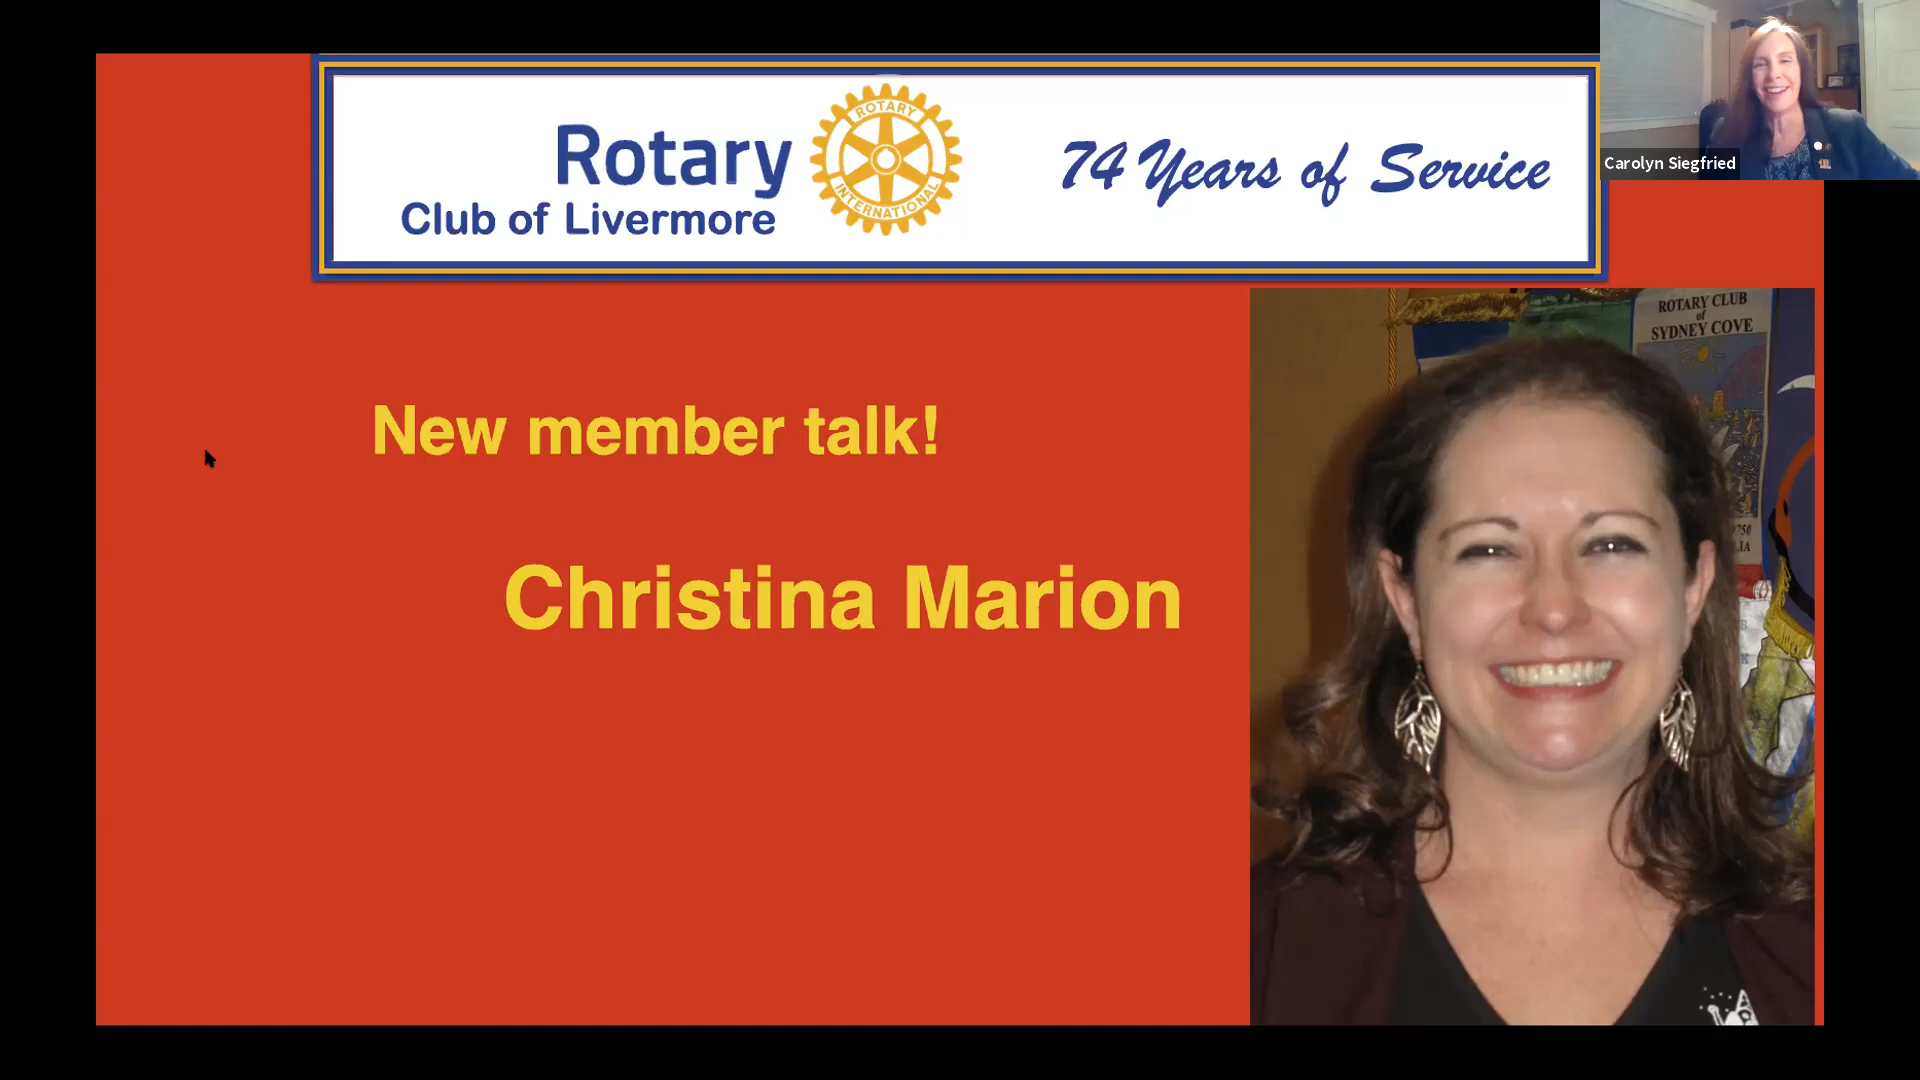 Rotary
Club of Livermore
ROTARY
INTERNATIONAL
74 Years of Service
Carolyn Siegfried
ROTARY CLUB
of
SYDNEY COVE
New member talk!
Christina Marion